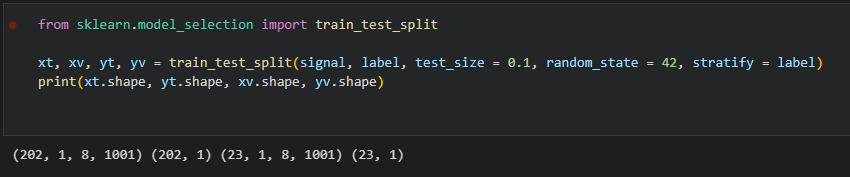 from sklearn.model_selection import train_test_split
xt, xv, yt, yv = train_test_split(signal, label, test_size = 0.1, random_state = 42, stratify = label)
print(xt.shape, yt.shape, xv.shape, yv.shape)
(202, 1, 8, 1001) (202, 1) (23, 1, 8, 1001) (23, 1)